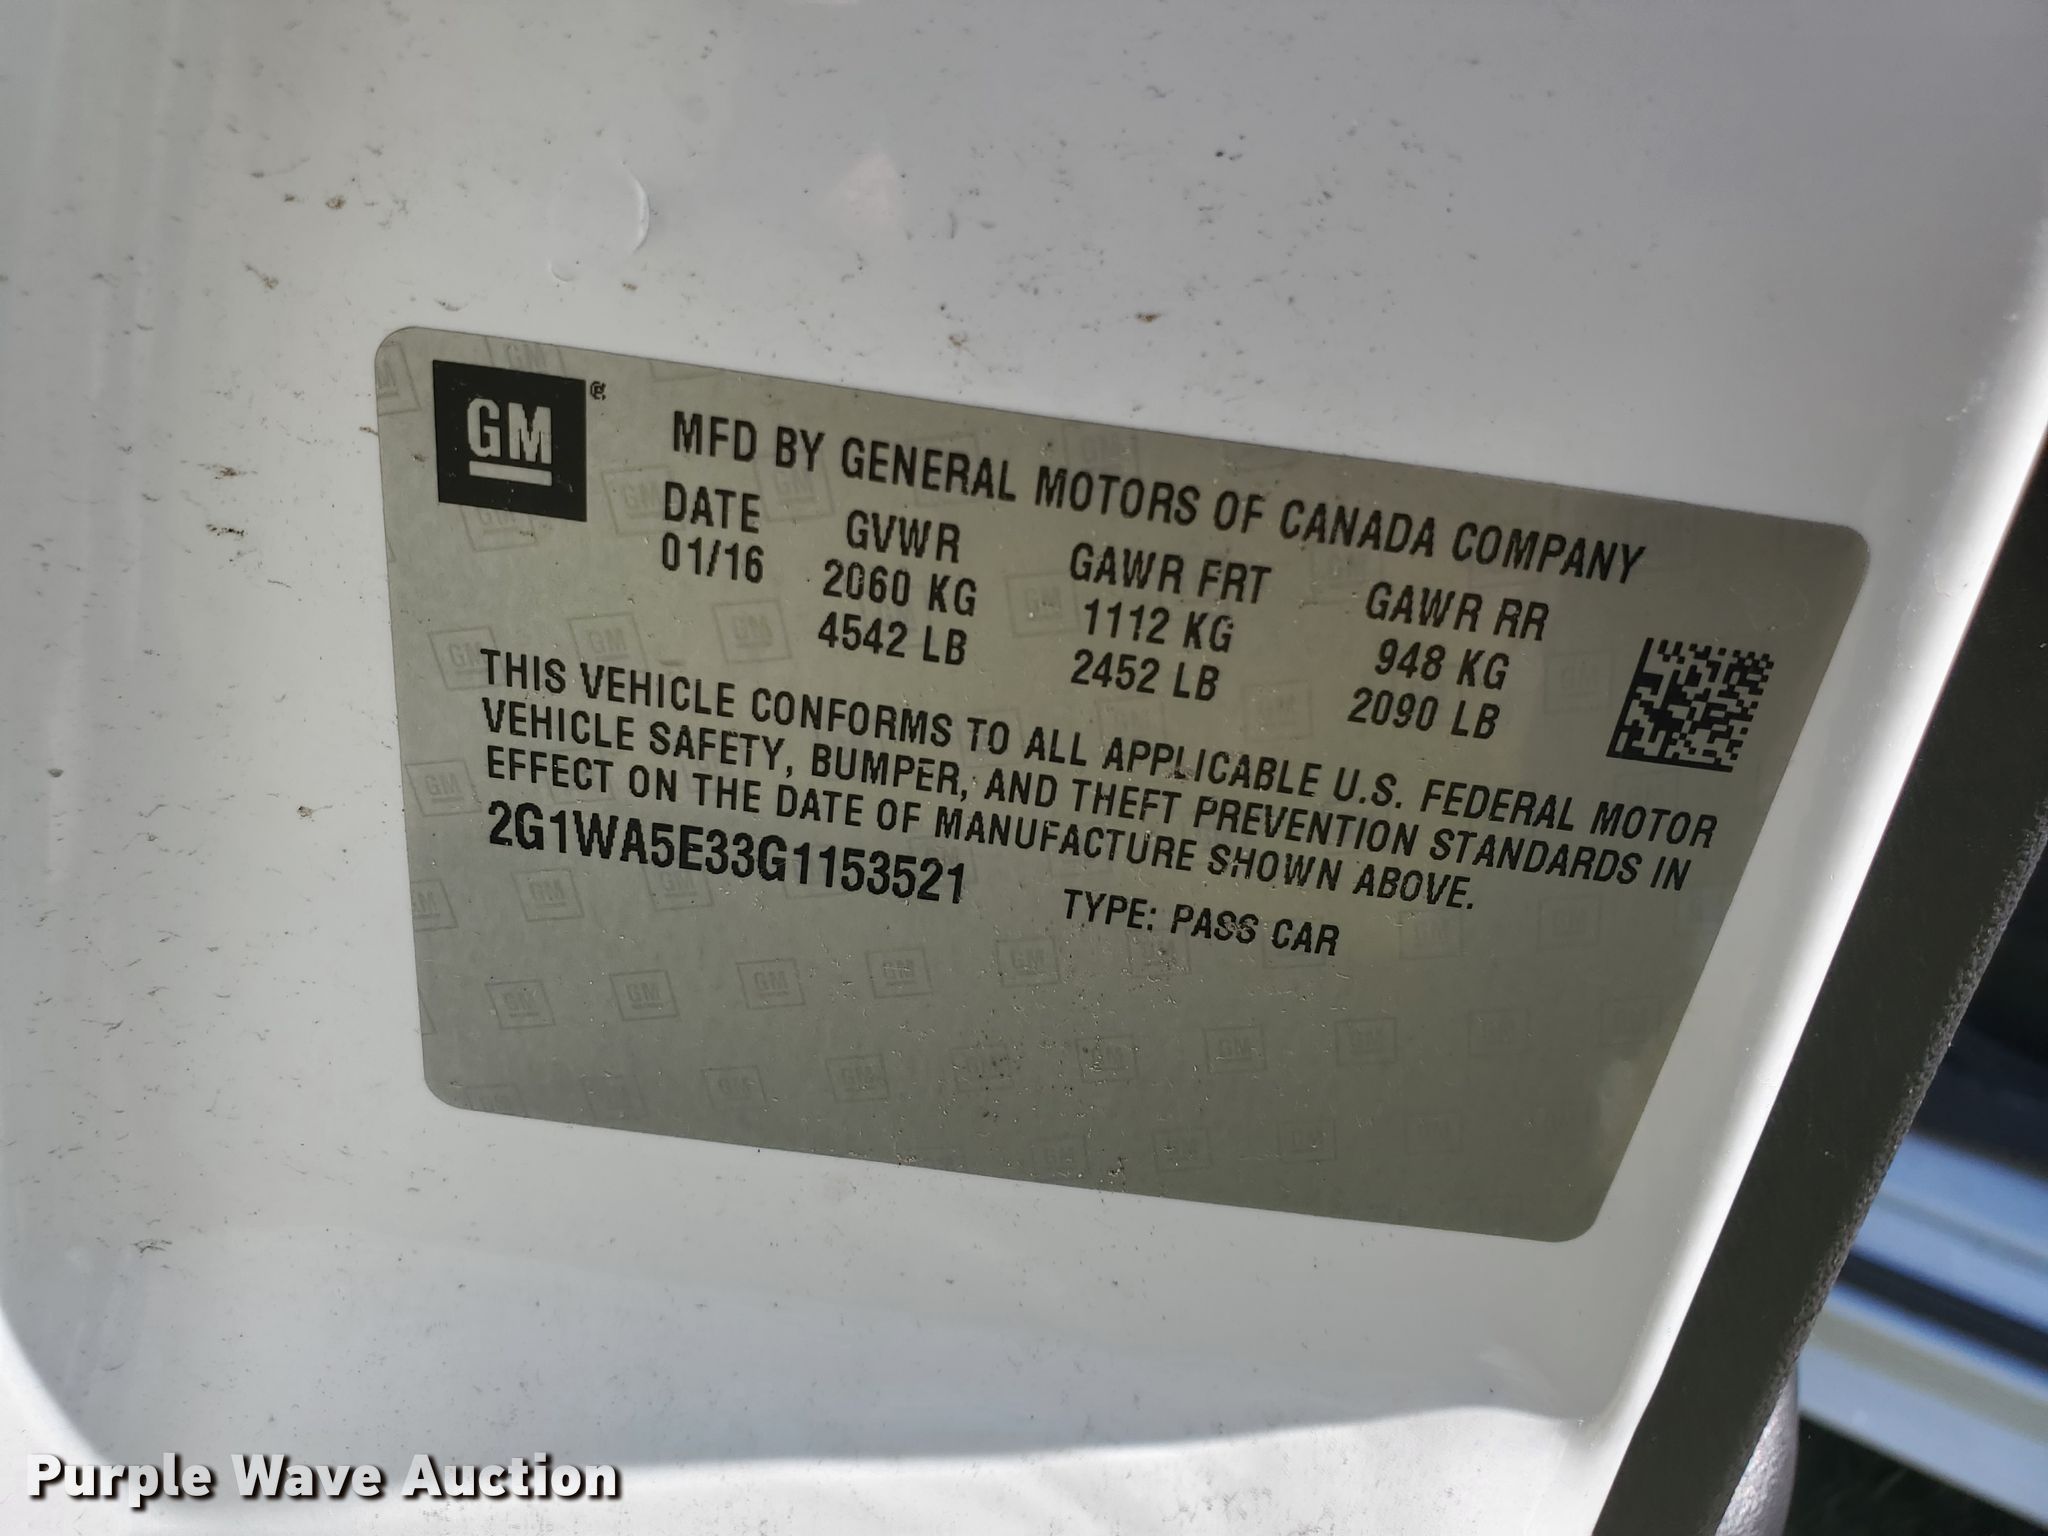 GM
MFD BY GENERAL MOTORS OF CANADA COMPANY
DATE GVWR GAWR FRT GAWR RR
01/16 2060 KG 1112 KG 948 KG
4542 LB 2452 LB 2090 LB
THIS VEHICLE CONFORMS TO ALL APPLICABLE U.S. FEDERAL MOTOR
VEHICLE SAFETY, BUMPER, AND THEFT PREVENTION STANDARDS IN
EFFECT ON THE DATE OF MANUFACTURE SHOWN ABOVE.
2G1WA5E33G1153521 TYPE: PASS CAR
Purple Wave Auction